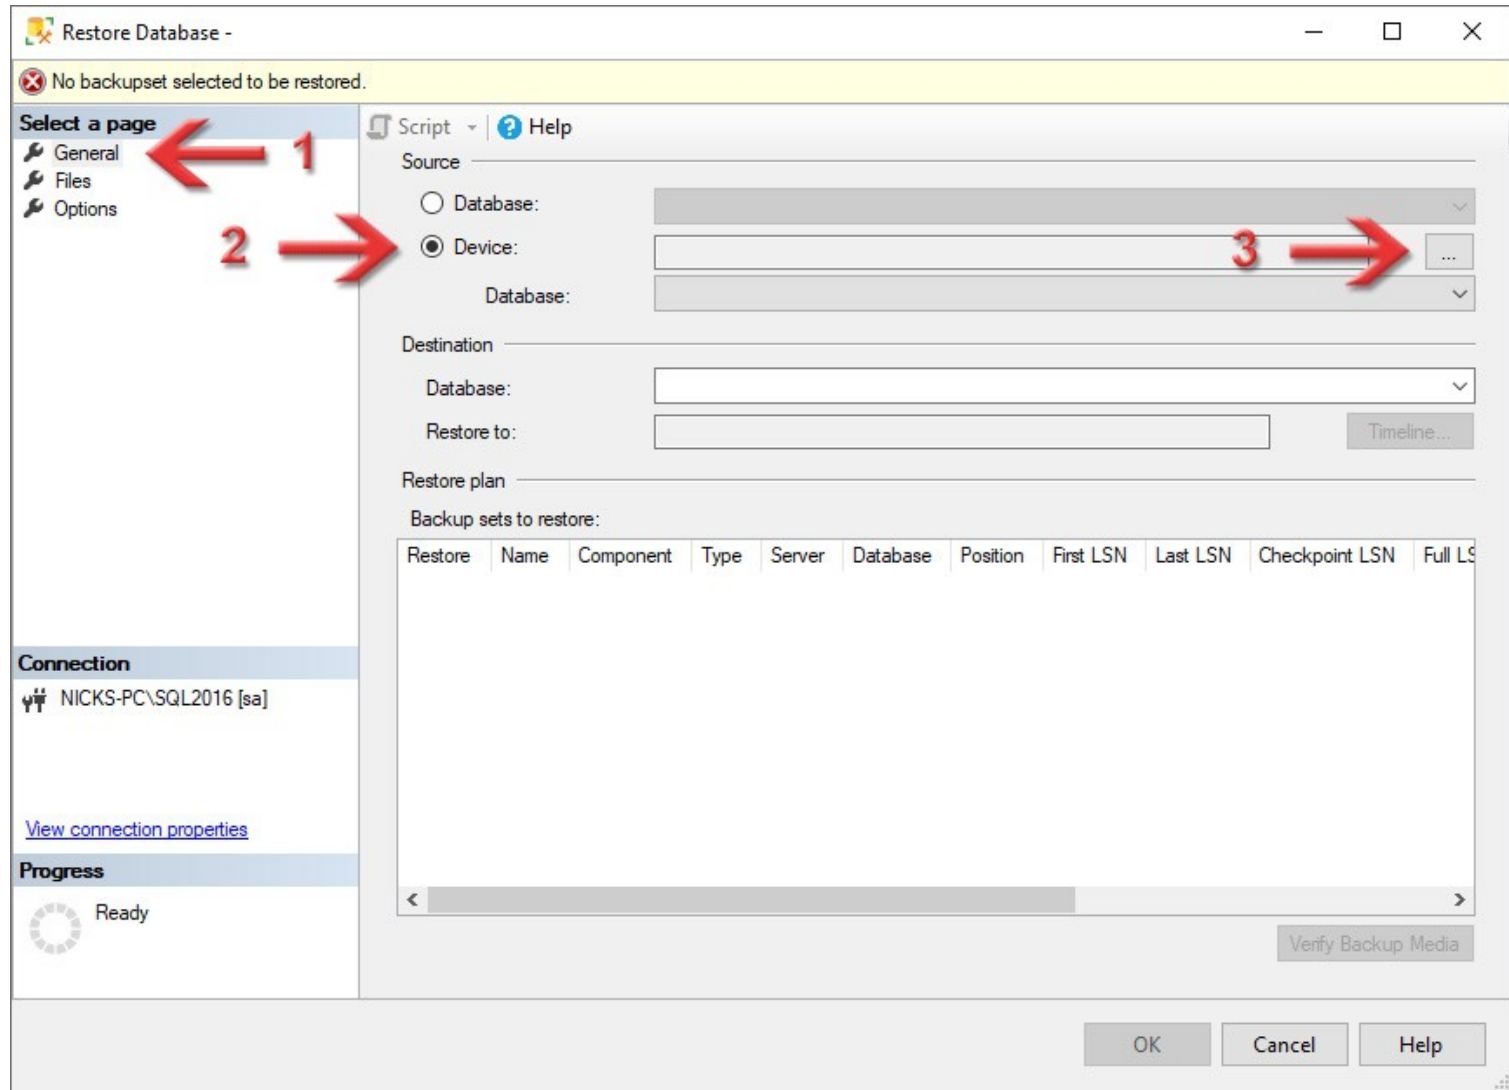 Restore Database -
No backupset selected to be restored.
Select a page
General
Files
Options
1
Script
Help
Source
Database:
2
Device:
3
...
Database:
Destination
Database:
Restore to:
Timeline...
Restore plan
Backup sets to restore:
Restore Name Component Type Server Database Position First LSN Last LSN Checkpoint LSN Full LS
Connection
NICKS-PC\SQL2016 [sa]
View connection properties
Progress
Ready
Verify Backup Media
OK Cancel Help